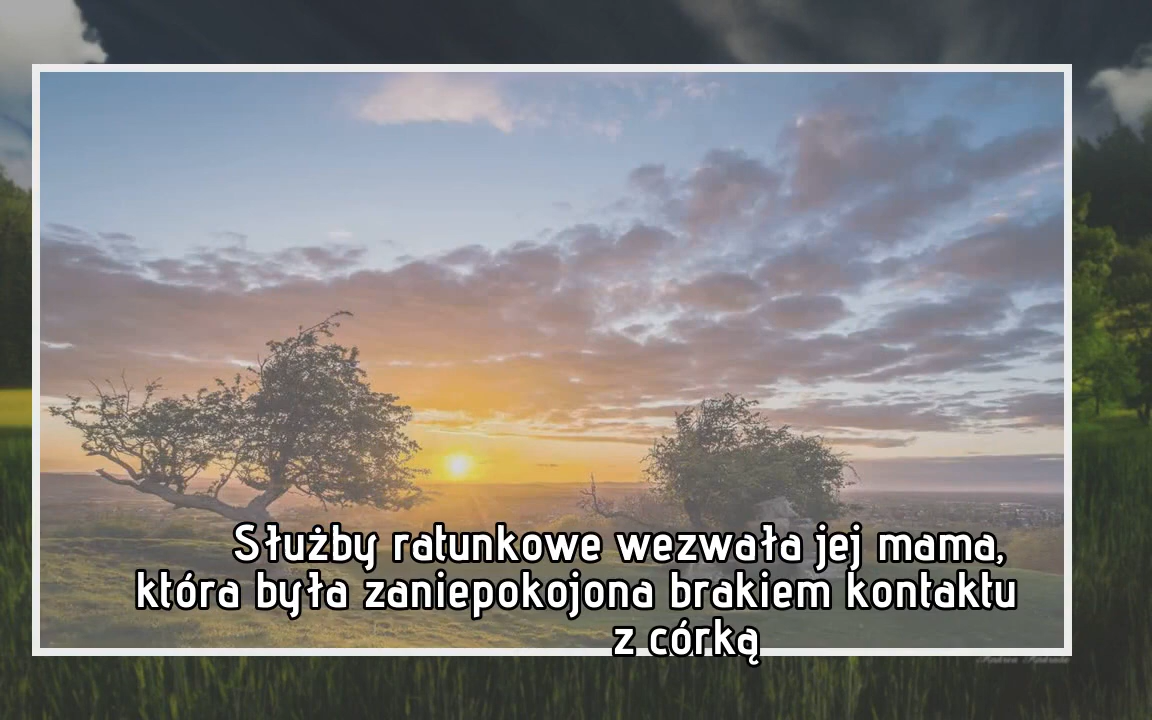 Służby ratunkowe wezwała jej mama,
która była zaniepokojona brakiem kontaktu
z córką